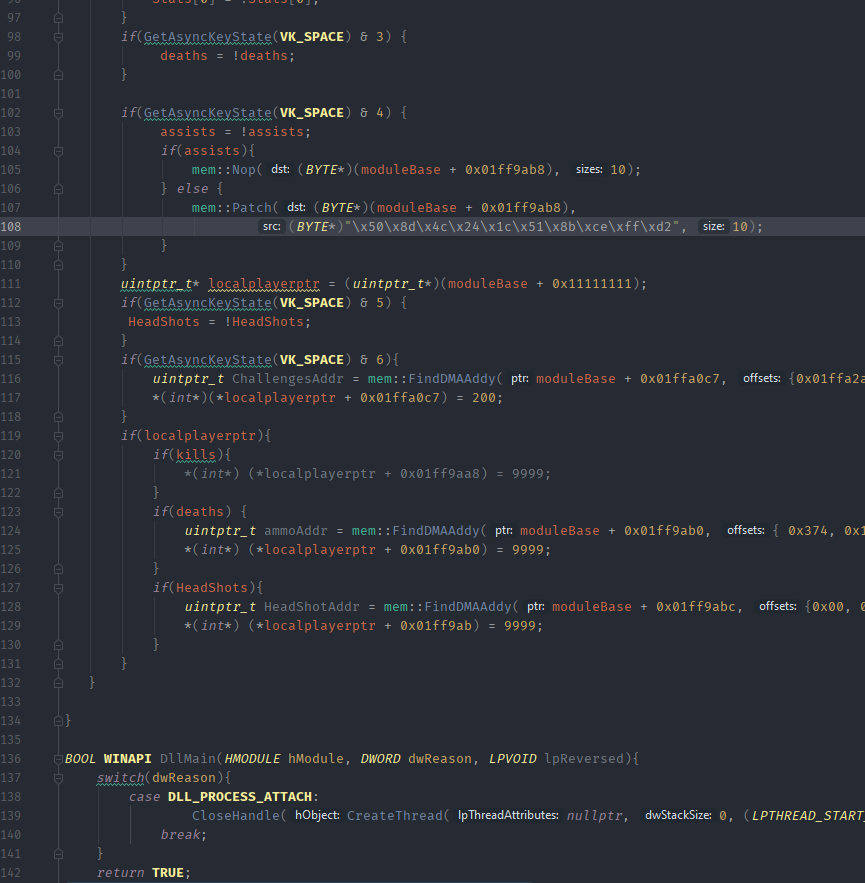 97 }
98 if(GetAsyncKeyState(VK_SPACE) & 3) {
99 deaths = !deaths;
100 }
101
102 if(GetAsyncKeyState(VK_SPACE) & 4) {
103 assists = !assists;
104 if(assists){
105 mem::Nop( dst: (BYTE*)(moduleBase + 0x01ff9ab8), sizes: 10);
106 } else {
107 mem::Patch( dst: (BYTE*)(moduleBase + 0x01ff9ab8),
108 src: (BYTE*)"\x50\x8d\x4c\x24\x1c\x51\x8b\xce\xff\xd2", size: 10);
109 }
110 }
111 uintptr_t* localplayerptr = (uintptr_t*)(moduleBase + 0x11111111);
112 if(GetAsyncKeyState(VK_SPACE) & 5) {
113 HeadShots = !HeadShots;
114 }
115 if(GetAsyncKeyState(VK_SPACE) & 6){
116 uintptr_t ChallengesAddr = mem::FindDMAAddy( ptr: moduleBase + 0x01ffa0c7, offsets: {0x01ffa2a
117 *(int*)(*localplayerptr + 0x01ffa0c7) = 200;
118 }
119 if(localplayerptr){
120 if(kills){
121 *(int*) (*localplayerptr + 0x01ff9aa8) = 9999;
122 }
123 if(deaths) {
124 uintptr_t ammoAddr = mem::FindDMAAddy( ptr: moduleBase + 0x01ff9ab0, offsets: { 0x374, 0x1
125 *(int*) (*localplayerptr + 0x01ff9ab0) = 9999;
126 }
127 if(HeadShots){
128 uintptr_t HeadShotAddr = mem::FindDMAAddy( ptr: moduleBase + 0x01ff9abc, offsets: {0x00, 0
129 *(int*) (*localplayerptr + 0x01ff9ab) = 9999;
130 }
131 }
132 }
133
134 }
135
136 BOOL WINAPI DllMain(HMODULE hModule, DWORD dwReason, LPVOID lpReversed){
137 switch(dwReason){
138 case DLL_PROCESS_ATTACH:
139 CloseHandle( hObject: CreateThread( lpThreadAttributes: nullptr, dwStackSize: 0, (LPTHREAD_START_
140 break;
141 }
142 return TRUE;